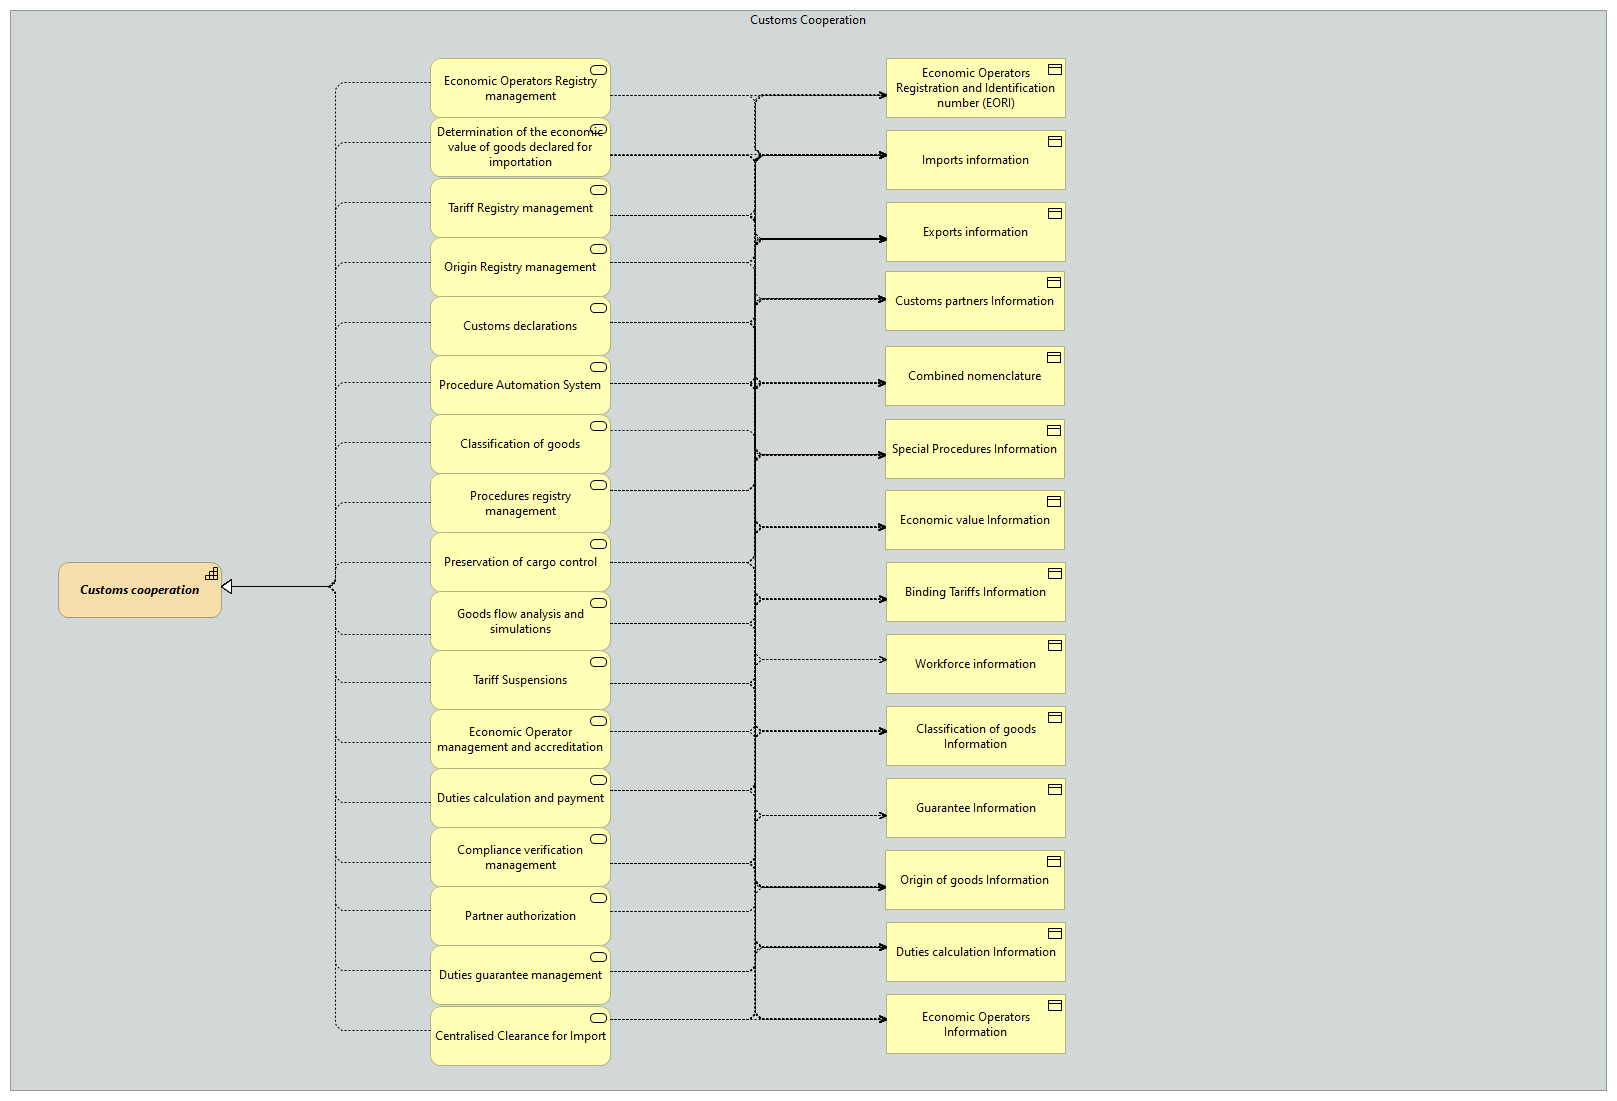 Customs Cooperation
Customs cooperation
Economic Operators Registry
management
Determination of the economic
value of goods declared for
importation
Tariff Registry management
Origin Registry management
Customs declarations
Procedure Automation System
Classification of goods
Procedures registry
management
Preservation of cargo control
Goods flow analysis and
simulations
Tariff Suspensions
Economic Operator
management and accreditation
Duties calculation and payment
Compliance verification
management
Partner authorization
Duties guarantee management
Centralised Clearance for Import
Economic Operators
Registration and Identification
number (EORI)
Imports information
Exports information
Customs partners Information
Combined nomenclature
Special Procedures Information
Economic value Information
Binding Tariffs Information
Workforce information
Classification of goods
Information
Guarantee Information
Origin of goods Information
Duties calculation Information
Economic Operators
Information